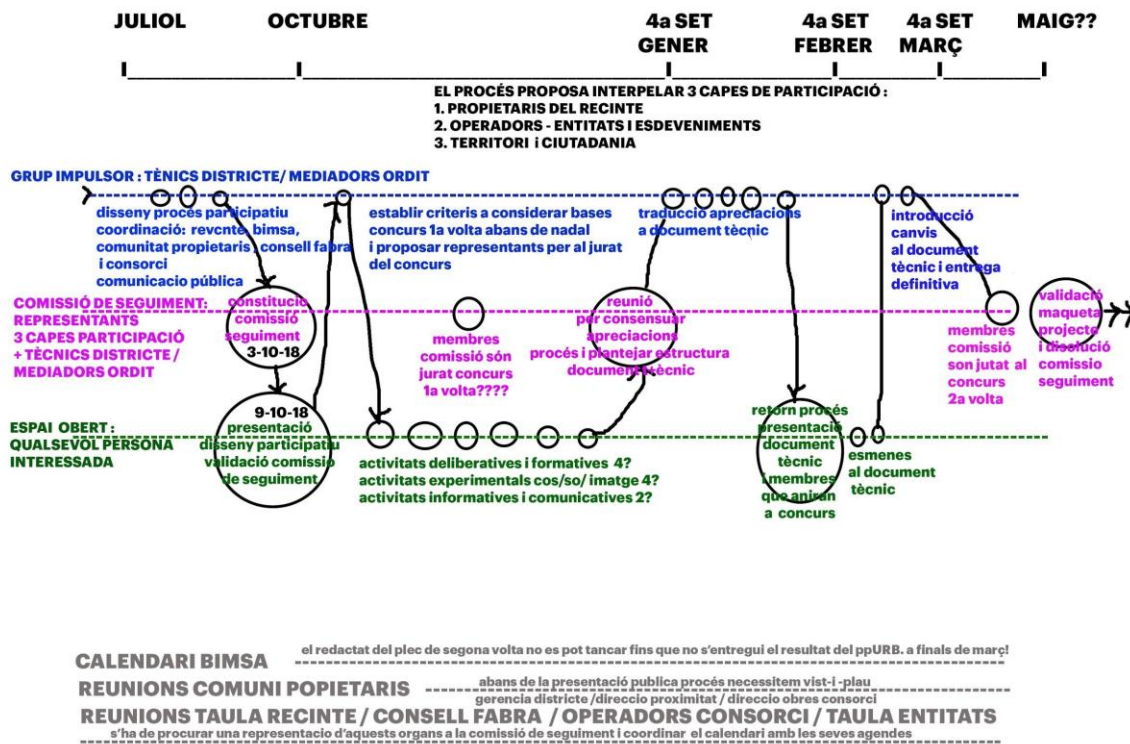 JULIOL
OCTUBRE
4a SET
GENER
4a SET
FEBRER
4a SET
MARÇ
MAIG??
EL PROCÉS PROPOSA INTERPELAR 3 CAPES DE PARTICIPACIÓ :
1. PROPIETARIS DEL RECINTE
2. OPERADORS - ENTITATS I ESDEVENIMENTS
3. TERRITORI i CIUTADANIA
GRUP IMPULSOR : TÈNICS DISTRICTE/ MEDIADORS ORDIT
disseny procés participatiu
coordinació: revcnte, bimsa,
comunitat propietaris , consell fabra
i consorci
comunicacio pública
establir criteris a considerar bases
concurs 1a volta abans de nadal
i proposar representants per al jurat
del concurs
traducció apreciacions
a document tècnic
introducció
canvis
al document
tècnic i entrega
definitiva
COMISSIÓ DE SEGUIMENT:
REPRESENTANTS
3 CAPES PARTICIPACIÓ
+ TÈCNICS DISTRICTE /
MEDIADORS ORDIT
constitució
comissió
seguiment
3-10-18
membres
comissió són
jurat concurs
1a volta????
reunió
per consensuar
apreciacions
procés i plantejar estructura
document tècnic
membres
comissió
son jutat al
concurs
2a volta
validació
maqueta
projecte
i disolució
comissió
seguiment
ESPAI OBERT :
QUALSEVOL PERSONA
INTERESSADA
9-10-18
presentació
disseny participatiu
validació comissio
de seguiment
activitats deliberatives i formatives 4?
activitats experimentals cos/so/ imatge 4?
activitats informatives i comunicatives 2?
retorn procés
presentació
document
tècnic
i membres
que aniran
a concurs
esmenes
al document
tècnic
CALENDARI BIMSA
el redactat del plec de segona volta no es pot tancar fins que no s'entregui el resultat del ppURB. a finals de març!
REUNIONS COMUNI POPIETARIS
abans de la presentació publica procés necessitem vist-i -plau
gerencia districte /direccio proximitat / direccio obres consorci
REUNIONS TAULA RECINTE / CONSELL FABRA / OPERADORS CONSORCI / TAULA ENTITATS
s'ha de procurar una representacio d'aquests organs a la comissió de seguiment i coordinar el calendari amb les seves agendes